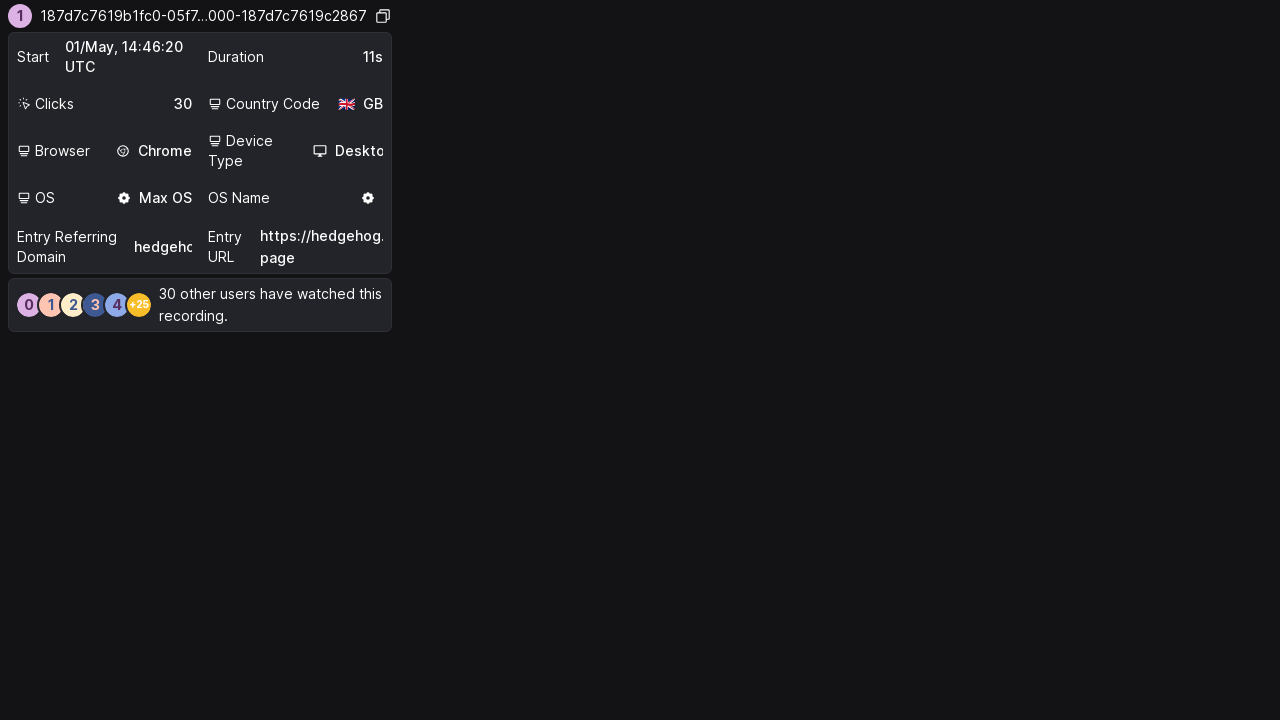 1 187d7c7619b1fc0-05f7...000-187d7c7619c2867
Start 01/May, 14:46:20 UTC
Duration 11s
Clicks 30
Country Code GB
Browser Chrome
Device Type Deskto
OS Max OS
OS Name
Entry Referring Domain hedgeho
Entry URL https://hedgehog. page
0 1 2 3 4 +25
30 other users have watched this
recording.